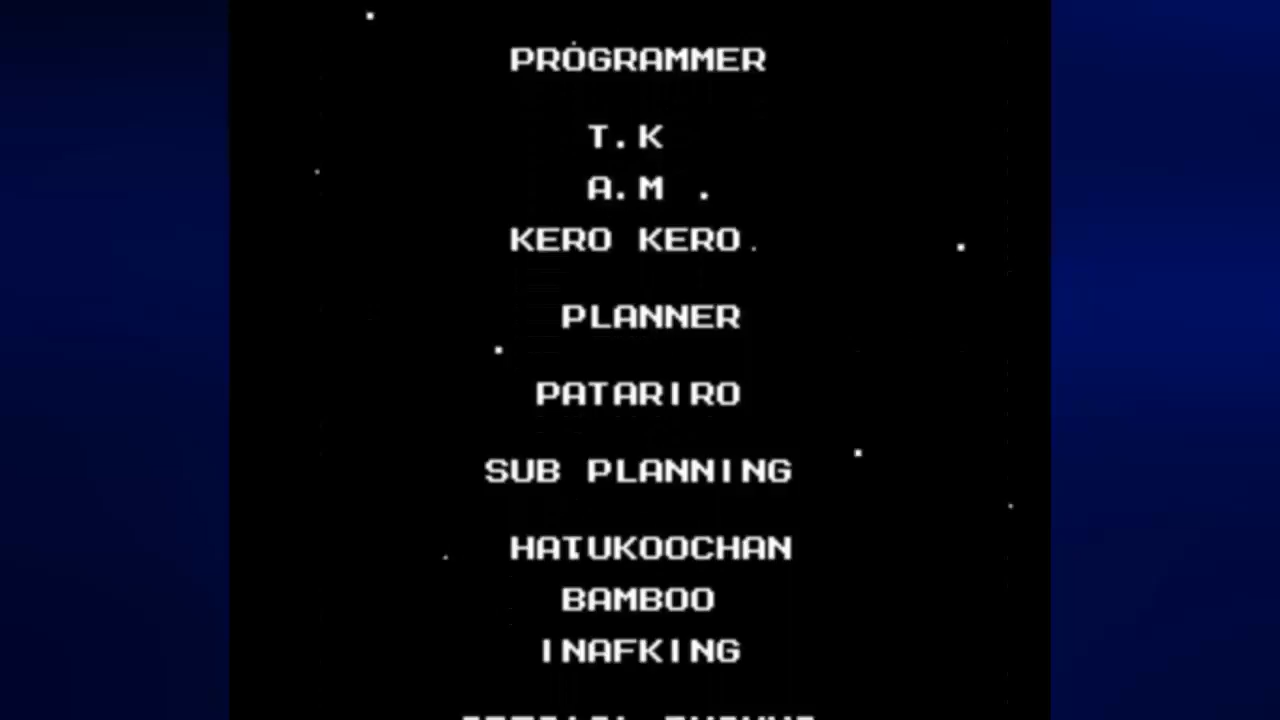 PROGRAMMER
T.K
A.M
KERO KERO
PLANNER
PATARIRO
SUB PLANNING
HATUKOOCHAN
BAMBOO
INAFKING